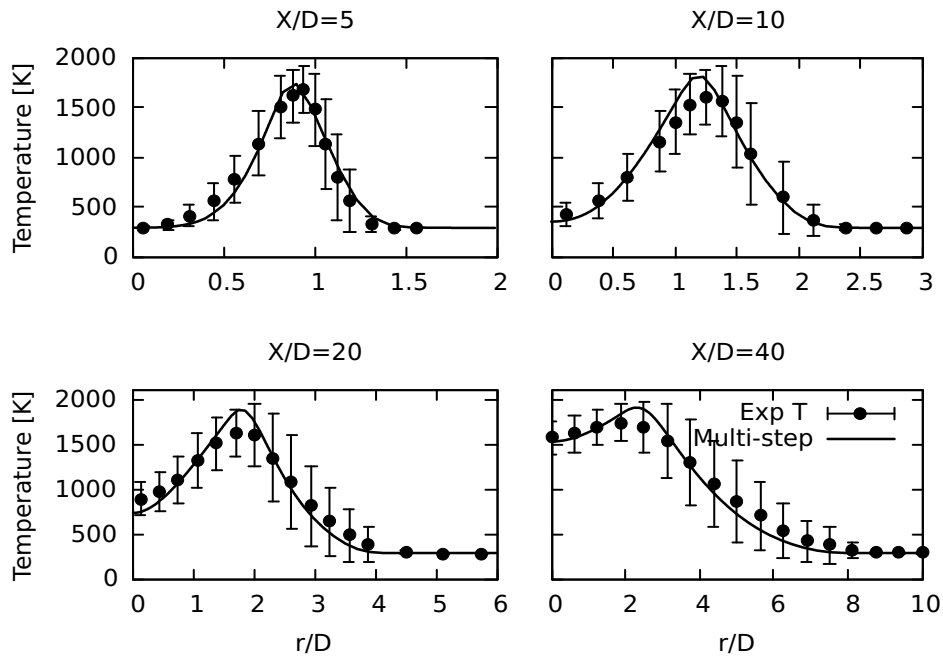 X/D=5
X/D=10
Temperature [K]
2000
1500
1000
500
0
0 0.5 1 1.5 2
0 0.5 1 1.5 2 2.5 3
X/D=20
X/D=40
Temperature [K]
2000
1500
1000
500
0
Exp T
Multi-step
0 1 2 3 4 5 6
0 2 4 6 8 10
r/D
r/D